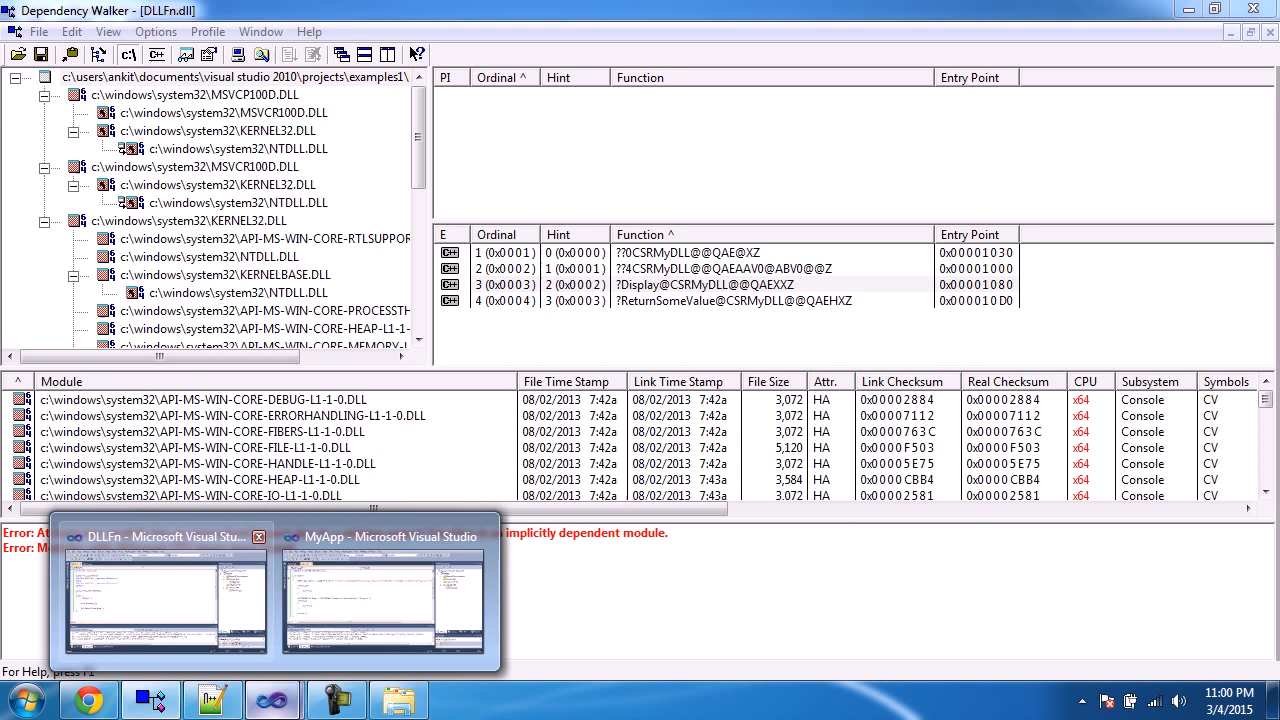 Dependency Walker - [DLLFn.dll]
File Edit View Options Profile Window Help
c:\
C++
c:\users\ankit\documents\visual studio 2010\projects\examples1\
c:\windows\system32\MSVCP100D.DLL
c:\windows\system32\MSVCR100D.DLL
c:\windows\system32\KERNEL32.DLL
c:\windows\system32\NTDLL.DLL
c:\windows\system32\MSVCR100D.DLL
c:\windows\system32\KERNEL32.DLL
c:\windows\system32\NTDLL.DLL
c:\windows\system32\KERNEL32.DLL
c:\windows\system32\API-MS-WIN-CORE-RTLSUPPOR
c:\windows\system32\NTDLL.DLL
c:\windows\system32\KERNELBASE.DLL
c:\windows\system32\NTDLL.DLL
c:\windows\system32\API-MS-WIN-CORE-PROCESSTH
c:\windows\system32\API-MS-WIN-CORE-HEAP-L1-1-
c:\windows\system32\API-MS-WIN-CORE-MEMORY-L
PI Ordinal ^ Hint Function Entry Point
E Ordinal Hint Function ^ Entry Point
C++ 1 (0x0001) 0 (0x0000) ??0CSRMyDLL@@QAE@XZ 0x00001030
C++ 2 (0x0002) 1 (0x0001) ??4CSRMyDLL@@QAEAAV0@ABV0@@Z 0x00001000
C++ 3 (0x0003) 2 (0x0002) ?Display@CSRMyDLL@@QAEXXZ 0x00001080
C++ 4 (0x0004) 3 (0x0003) ?ReturnSomeValue@CSRMyDLL@@QAEHXZ 0x000010D0
^ Module File Time Stamp Link Time Stamp File Size Attr. Link Checksum Real Checksum CPU Subsystem Symbols
c:\windows\system32\API-MS-WIN-CORE-DEBUG-L1-1-0.DLL 08/02/2013 7:42a 08/02/2013 7:42a 3,072 HA 0x00002884 0x00002884 x64 Console CV
c:\windows\system32\API-MS-WIN-CORE-ERRORHANDLING-L1-1-0.DLL 08/02/2013 7:42a 08/02/2013 7:42a 3,072 HA 0x00007112 0x00007112 x64 Console CV
c:\windows\system32\API-MS-WIN-CORE-FIBERS-L1-1-0.DLL 08/02/2013 7:42a 08/02/2013 7:42a 3,072 HA 0x0000763C 0x0000763C x64 Console CV
c:\windows\system32\API-MS-WIN-CORE-FILE-L1-1-0.DLL 08/02/2013 7:42a 08/02/2013 7:42a 5,120 HA 0x0000F503 0x0000F503 x64 Console CV
c:\windows\system32\API-MS-WIN-CORE-HANDLE-L1-1-0.DLL 08/02/2013 7:42a 08/02/2013 7:42a 3,072 HA 0x00005E75 0x00005E75 x64 Console CV
c:\windows\system32\API-MS-WIN-CORE-HEAP-L1-1-0.DLL 08/02/2013 7:42a 08/02/2013 7:42a 3,584 HA 0x0000CBB4 0x0000CBB4 x64 Console CV
c:\windows\system32\API-MS-WIN-CORE-IO-L1-1-0.DLL 08/02/2013 7:42a 08/02/2013 7:42a 3,072 HA 0x00002581 0x00002581 x64 Console CV
Error: At implicitly dependent module.
Error: M
DLLFn - Microsoft Visual Stu... MyApp - Microsoft Visual Studio
For Help, press F1
11:00 PM
3/4/2015